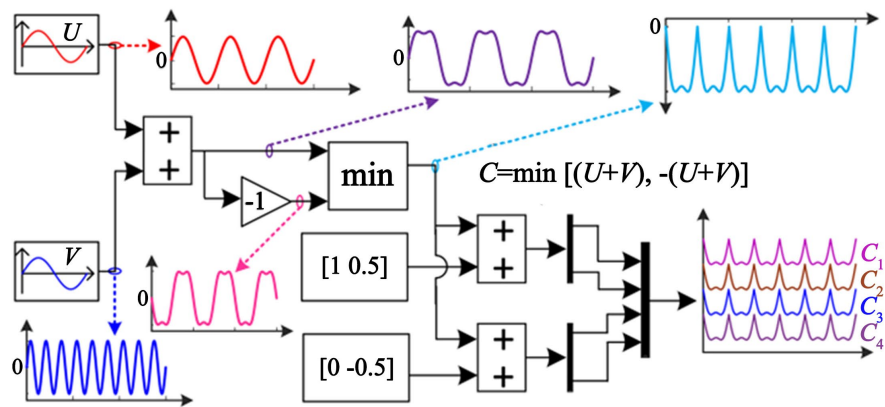 U
0
0
0
+
+
-1
min
C=min [(U+V), -(U+V)]
V
0
0
[1 0.5]
+
+
[0 -0.5]
+
+
C1
C2
C3
C4